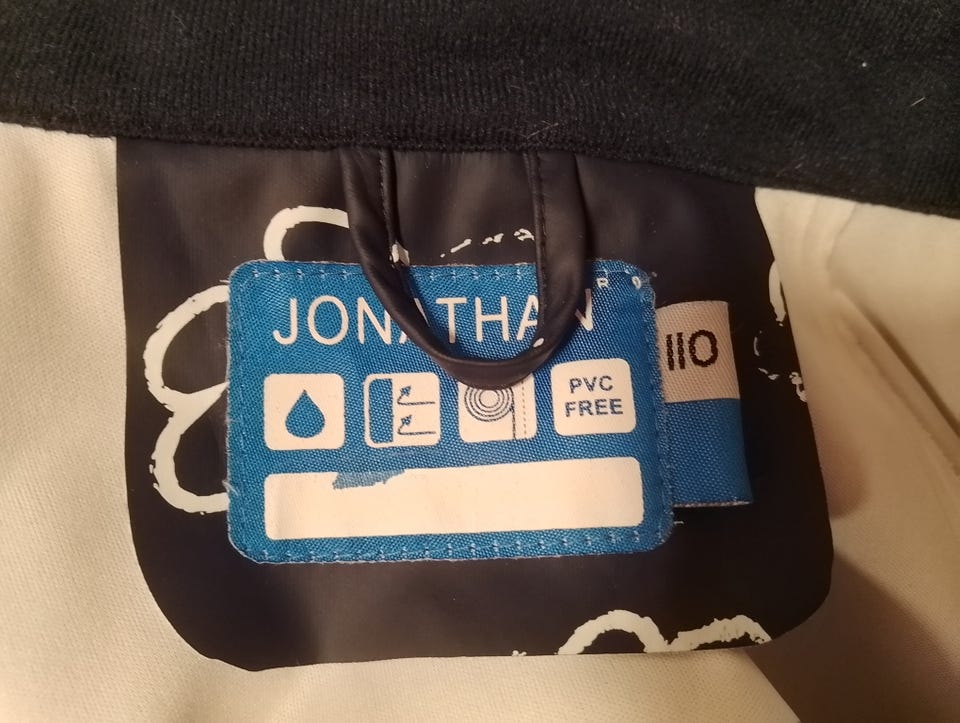 JONATHAN
110
PVC
FREE